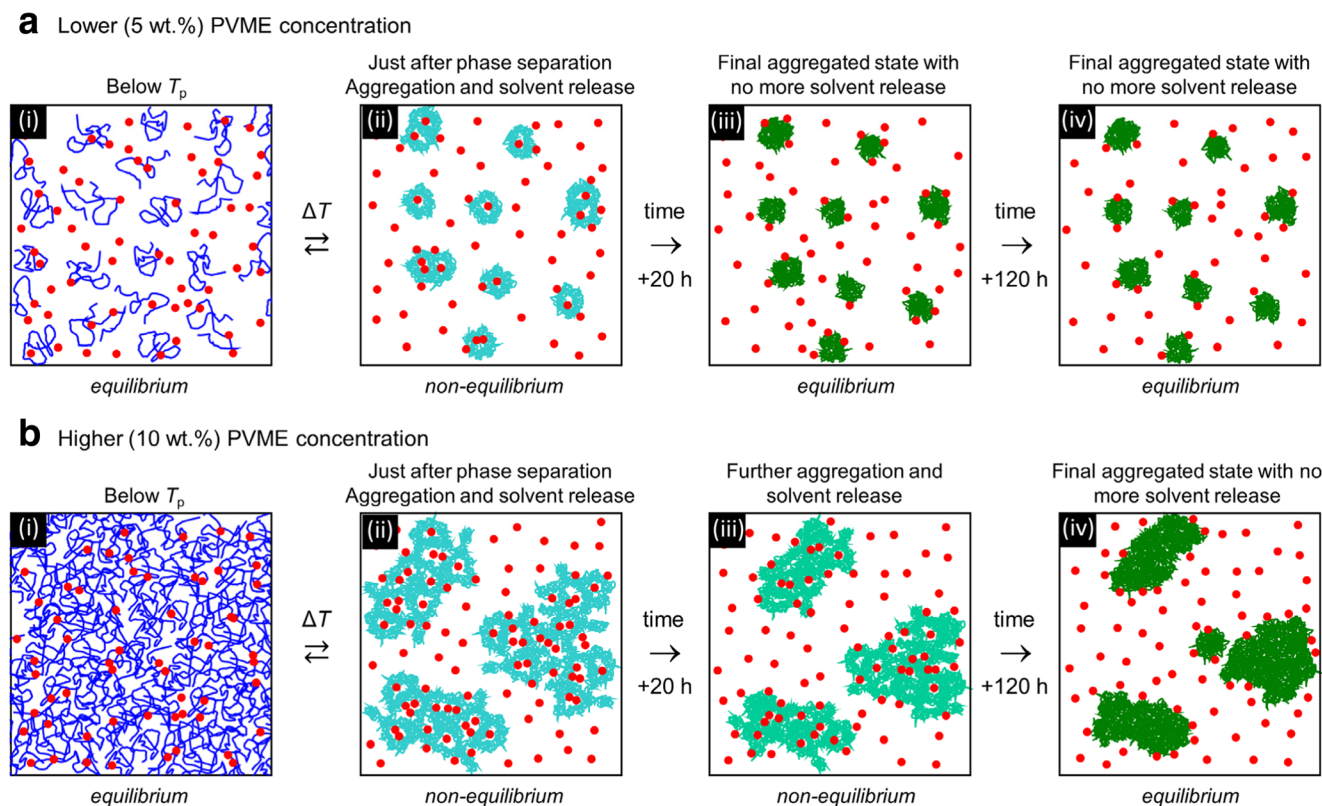 a Lower (5 wt.%) PVME concentration
Below Tp
Just after phase separation
Aggregation and solvent release
Final aggregated state with
no more solvent release
Final aggregated state with
no more solvent release
(i)
(ii)
(iii)
(iv)
ΔT
⇌
time
→
+20 h
time
→
+120 h
equilibrium
non-equilibrium
equilibrium
equilibrium
b Higher (10 wt.%) PVME concentration
Below Tp
Just after phase separation
Aggregation and solvent release
Further aggregation and
solvent release
Final aggregated state with no
more solvent release
(i)
(ii)
(iii)
(iv)
ΔT
⇌
time
→
+20 h
time
→
+120 h
equilibrium
non-equilibrium
non-equilibrium
equilibrium